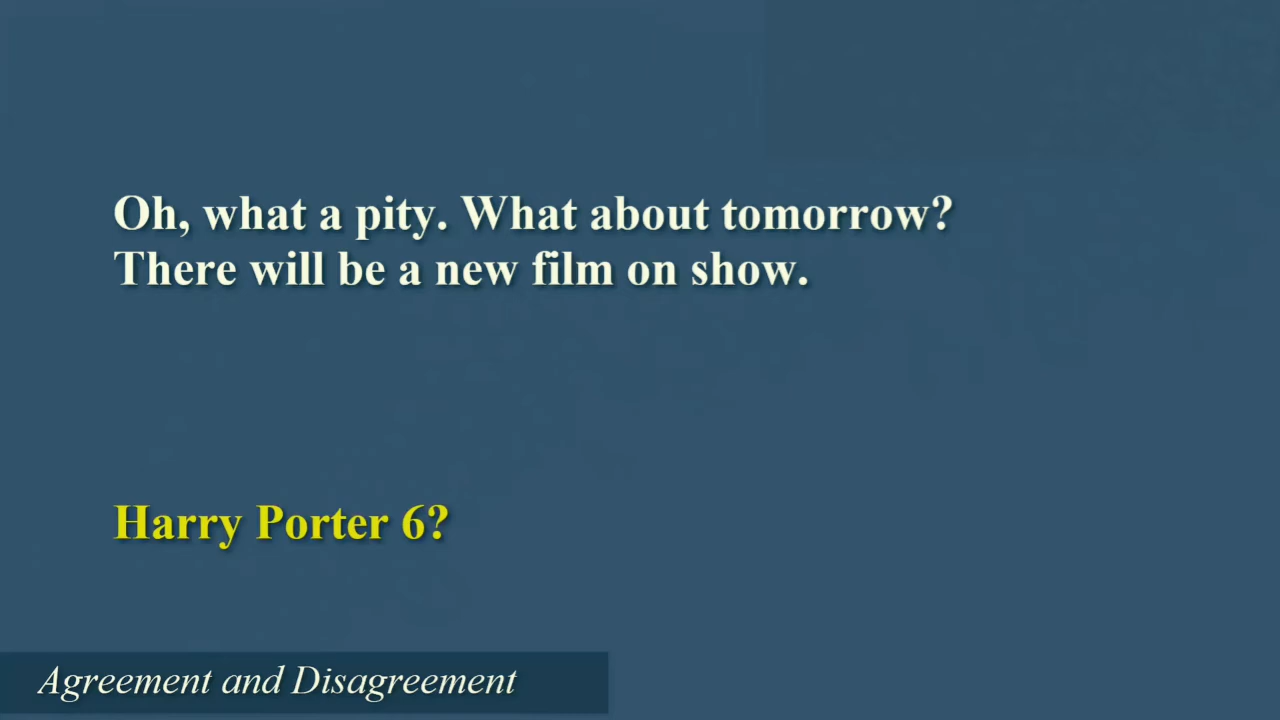 Oh, what a pity. What about tomorrow?
There will be a new film on show.
Harry Porter 6?
Agreement and Disagreement